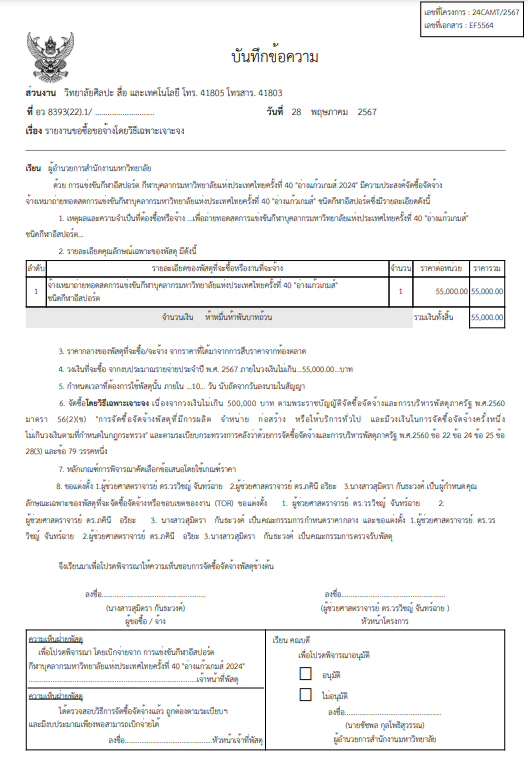 เลขที่โครงการ : 24CAMT/2567
เลขที่เอกสาร : EF5564
บันทึกข้อความ
ส่วนงาน วิทยาลัยศิลปะ สื่อ และเทคโนโลยี โทร. 41805 โทรสาร. 41803
ที่ อว 8393(22).1/ ........................
วันที่ 28 พฤษภาคม 2567
เรื่อง รายงานขอซื้อขอจ้างโดยวิธีเฉพาะเจาะจง
เรียน ผู้อำนวยการสำนักงานมหาวิทยาลัย
ด้วย การแข่งขันกีฬาอีสปอร์ต กีฬาบุคลากรมหาวิทยาลัยแห่งประเทศไทยครั้งที่ 40 "อ่างแก้วเกมส์ 2024" มีความประสงค์จัดซื้อจัดจ้าง
จ้างเหมาถ่ายทอดสดการแข่งขันกีฬาบุคลากรมหาวิทยาลัยแห่งประเทศไทยครั้งที่ 40 "อ่างแก้วเกมส์" ชนิดกีฬาอีสปอร์ตซึ่งมีรายละเอียดดังนี้
1. เหตุผลและความจำเป็นที่ต้องซื้อหรือจ้าง ...เพื่อถ่ายทอดสดการแข่งขันกีฬาบุคลากรมหาวิทยาลัยแห่งประเทศไทยครั้งที่ 40 "อ่างแก้วเกมส์"
ชนิดกีฬาอีสปอร์ต...
2. รายละเอียดคุณลักษณ์เฉพาะของพัสดุ มีดังนี้
ลำดับ รายละเอียดของพัสดุที่จะซื้อหรืองานที่จะจ้าง จำนวน ราคาต่อหน่วย ราคารวม
1 จ้างเหมาถ่ายทอดสดการแข่งขันกีฬาบุคลากรมหาวิทยาลัยแห่งประเทศไทยครั้งที่ 40 "อ่างแก้วเกมส์" 1 55,000.00 55,000.00
ชนิดกีฬาอีสปอร์ต
จำนวนเงิน ห้าหมื่นห้าพันบาทถ้วน รวมเงินทั้งสิ้น 55,000.00
3. ราคากลางของพัสดุที่จะซื้อ/จะจ้าง จากราคาที่ได้มาจากการสืบราคาจากท้องตลาด
4. วงเงินที่จะซื้อ จากงบประมาณรายจ่ายประจำปี พ.ศ. 2567 ภายในวงเงินไม่เกิน...55,000.00...บาท
5. กำหนดเวลาที่ต้องการใช้พัสดุนั้น ภายใน ...10... วัน นับถัดจากวันลงนามในสัญญา
6. จัดซื้อโดยวิธีเฉพาะเจาะจง เนื่องจากวงเงินไม่เกิน 500,000 บาท ตามพระราชบัญญัติจัดซื้อจัดจ้างและการบริหารพัสดุภาครัฐ พ.ศ.2560
มาตรา 56(2)(ข) "การจัดซื้อจัดจ้างพัสดุที่มีการผลิต จำหน่าย ก่อสร้าง หรือให้บริการทั่วไป และมีวงเงินในการจัดซื้อจัดจ้างครั้งหนึ่ง
ไม่เกินวงเงินตามที่กำหนดในกฎกระทรวง" และตามระเบียบกระทรวงการคลังว่าด้วยการจัดซื้อจัดจ้างและการบริหารพัสดุภาครัฐ พ.ศ.2560 ข้อ 22 ข้อ 24 ข้อ 25 ข้อ
28(3) และข้อ 79 วรรคหนึ่ง
7. หลักเกณฑ์การพิจารณาคัดเลือกข้อเสนอโดยใช้เกณฑ์ราคา
8. ขอแต่งตั้ง 1.ผู้ช่วยศาสตราจารย์ ดร.วรวิชญ์ จันทร์ฉาย 2.ผู้ช่วยศาสตราจารย์ ดร.ภคินี อริยะ 3.นางสาวสุมิตรา กันธะวงค์ เป็นผู้กำหนดคุณ
ลักษณะเฉพาะของพัสดุที่จะจัดซื้อจัดจ้างหรือขอบเขตของงาน (TOR) ขอแต่งตั้ง 1. ผู้ช่วยศาสตราจารย์ ดร.วรวิชญ์ จันทร์ฉาย 2.
ผู้ช่วยศาสตราจารย์ ดร.ภคินี อริยะ 3. นางสาวสุมิตรา กันธะวงค์ เป็นคณะกรรมการกำหนดราคากลาง และขอแต่งตั้ง 1.ผู้ช่วยศาสตราจารย์ ดร.วร
วิชญ์ จันทร์ฉาย 2.ผู้ช่วยศาสตราจารย์ ดร.ภคินี อริยะ 3.นางสาวสุมิตรา กันธะวงค์ เป็นคณะกรรมการตรวจรับพัสดุ
จึงเรียนมาเพื่อโปรดพิจารณาให้ความเห็นชอบการจัดซื้อจัดจ้างพัสดุข้างต้น
ลงชื่อ................................................ ลงชื่อ................................................
(นางสาวสุมิตรา กันธะวงค์) (ผู้ช่วยศาสตราจารย์ ดร.วรวิชญ์ จันทร์ฉาย )
ผู้ขอซื้อ / จ้าง หัวหน้าโครงการ
ความเห็นฝ่ายพัสดุ
เพื่อโปรดพิจารณา โดยเบิกจ่ายจาก การแข่งขันกีฬาอีสปอร์ต
กีฬาบุคลากรมหาวิทยาลัยแห่งประเทศไทยครั้งที่ 40 "อ่างแก้วเกมส์ 2024"
................................................เจ้าหน้าที่พัสดุ
ความเห็นฝ่ายพัสดุ
ได้ตรวจสอบวิธีการจัดซื้อจัดจ้างแล้ว ถูกต้องตามระเบียบฯ
และมีงบประมาณเพียงพอสามารถเบิกจ่ายได้
ลงชื่อ................................หัวหน้าเจ้าที่พัสดุ
เรียน คณบดี
เพื่อโปรดพิจารณาอนุมัติ
อนุมัติ
ไม่อนุมัติ
ลงชื่อ................................
(นายชัชพล กุลโพธิสุวรรณ)
ผู้อำนวยการสำนักงานมหาวิทยาลัย